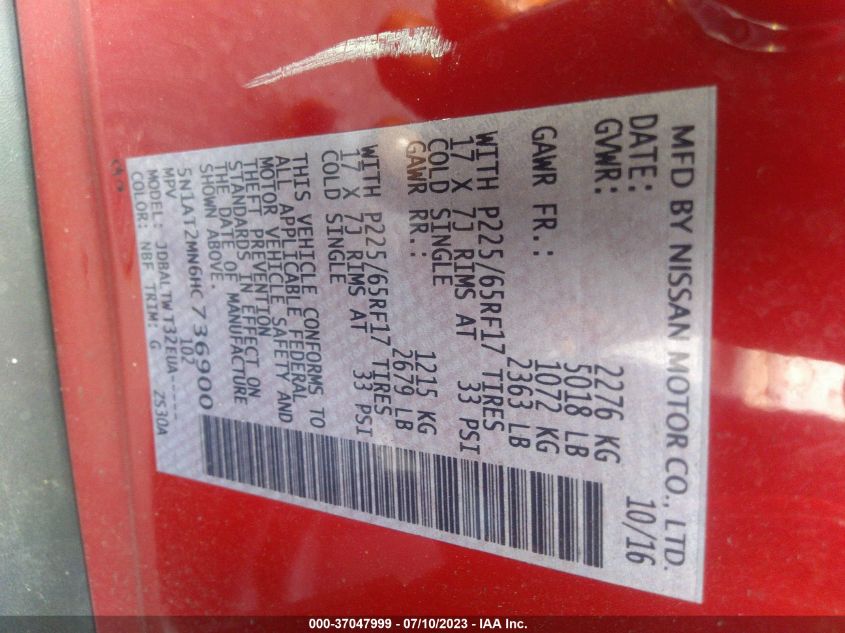 MFD BY NISSAN MOTOR CO., LTD.
DATE: 10/16
GVWR: 2276 KG
5018 LB
GAWR FR.: 1072 KG
2363 LB
WITH P225/65RF17 TIRES
17 X 7J RIMS AT 33 PSI
COLD SINGLE
GAWR RR.: 1215 KG
2679 LB
WITH P225/65RF17 TIRES
17 X 7J RIMS AT 33 PSI
COLD SINGLE
THIS VEHICLE CONFORMS TO
ALL APPLICABLE FEDERAL
MOTOR VEHICLE SAFETY AND
THEFT PREVENTION
STANDARDS IN EFFECT ON
THE DATE OF MANUFACTURE
SHOWN ABOVE.
5N1AT2MN6HC736900
MPV 102
MODEL: JDBALTWT32EUA-----
COLOR: NBF TRIM: G ZS30A
000-37047999 — 07/10/2023 — IAA Inc.